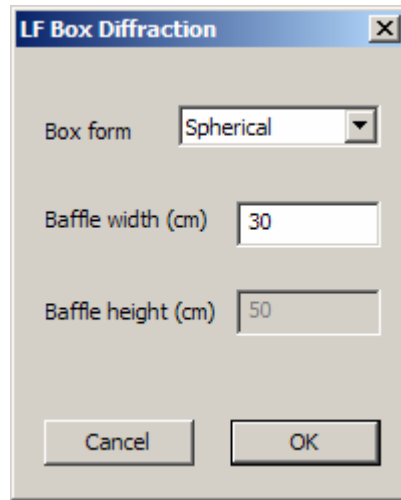 LF Box Diffraction
Box form Spherical
Baffle width (cm) 30
Baffle height (cm) 50
Cancel OK